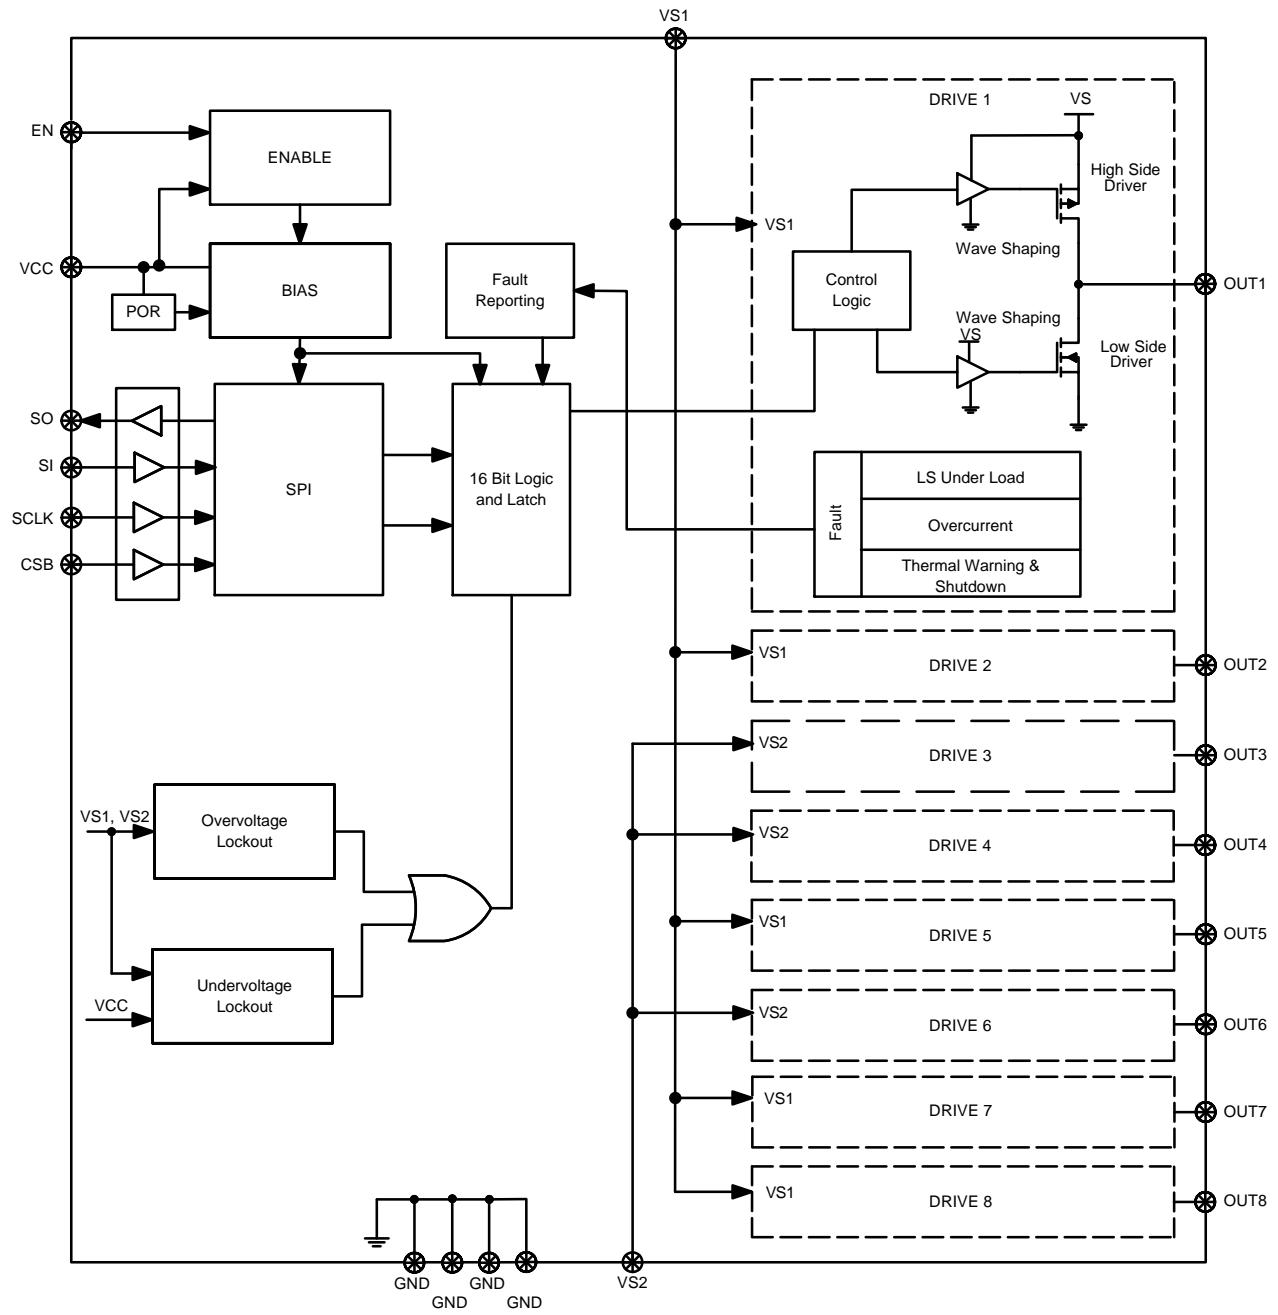 VS1
EN
ENABLE
VCC
BIAS
POR
Fault
Reporting
SO
SI
SCLK
CSB
SPI
16 Bit Logic
and Latch
VS1, VS2
Overvoltage
Lockout
VCC
Undervoltage
Lockout
GND
GND
GND
GND
VS2
DRIVE 1
VS
High Side
Driver
VS1
Wave Shaping
Control
Logic
OUT1
Wave Shaping
VS
Low Side
Driver
Fault
LS Under Load
Overcurrent
Thermal Warning &
Shutdown
VS1
DRIVE 2
OUT2
VS2
DRIVE 3
OUT3
VS2
DRIVE 4
OUT4
VS1
DRIVE 5
OUT5
VS2
DRIVE 6
OUT6
VS1
DRIVE 7
OUT7
VS1
DRIVE 8
OUT8